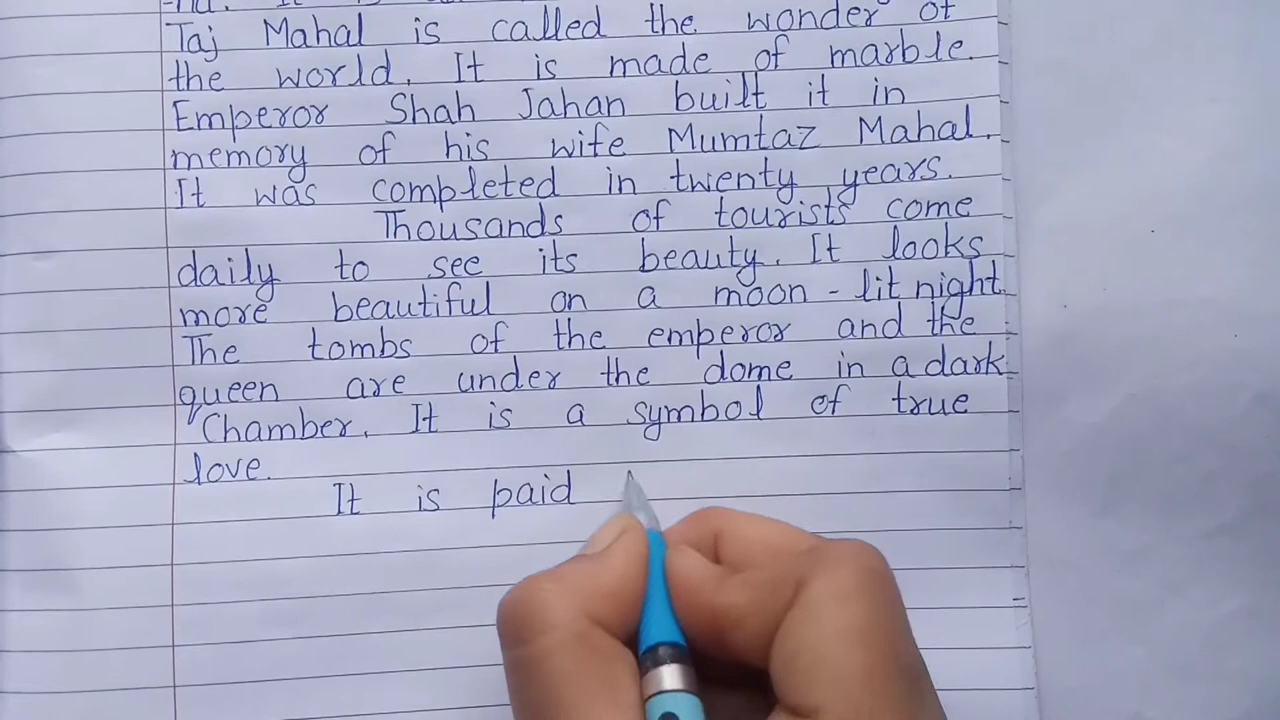 Taj Mahal is called the wonder of
the world. It is made of marble.
Emperor Shah Jahan built it in
memory of his wife Mumtaz Mahal.
It was completed in twenty years.
Thousands of tourists come
daily to see its beauty. It looks
more beautiful on a moon-lit night.
The tombs of the emperor and the
queen are under the dome in a dark
Chamber. It is a symbol of true
love.
It is paid